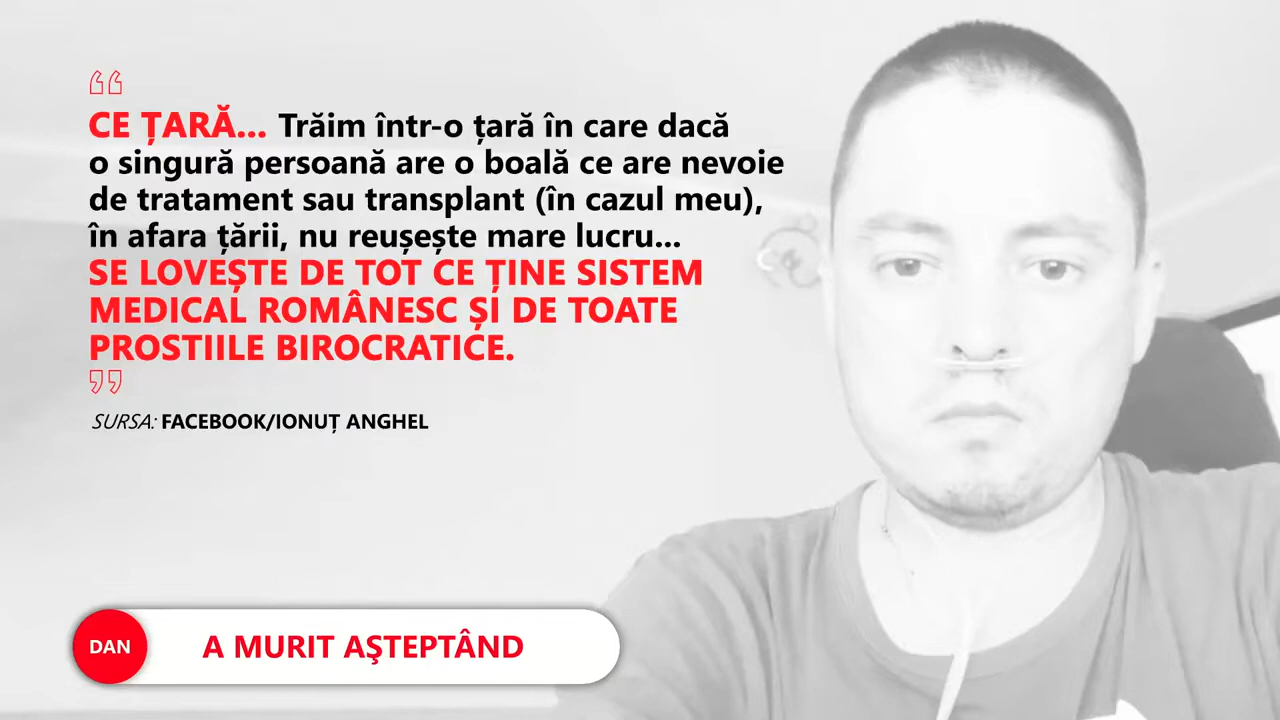 CE ȚARĂ... Trăim într-o țară în care dacă
o singură persoană are o boală ce are nevoie
de tratament sau transplant (în cazul meu),
în afara țării, nu reușește mare lucru...
SE LOVEȘTE DE TOT CE ȚINE SISTEM
MEDICAL ROMÂNESC ȘI DE TOATE
PROSTIILE BIROCRATICE.
SURSA: FACEBOOK/IONUȚ ANGHEL
DAN
A MURIT AŞTEPTÂND